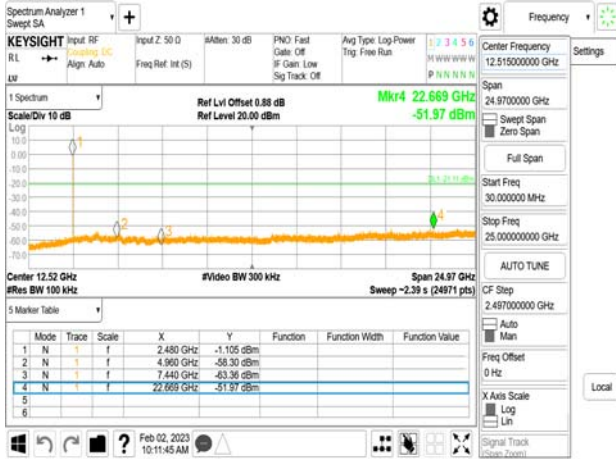 Spectrum Analyzer 1
Swept SA
Frequency
KEYSIGHT
RL
Input: RF
Coupling: DC
Align: Auto
Input Z: 50 Ω
Freq Ref: Int (S)
#Atten: 30 dB
PNO: Fast
Gate: Off
IF Gain: Low
Sig Track: Off
Avg Type: Log-Power
Trig: Free Run
1 2 3 4 5 6
M W W W W W
P N N N N N
Settings
Center Frequency
12.515000000 GHz
Span
24.9700000 GHz
Swept Span
Zero Span
Full Span
Start Freq
30.000000 MHz
Stop Freq
25.000000000 GHz
AUTO TUNE
CF Step
2.497000000 GHz
Auto
Man
Freq Offset
0 Hz
X Axis Scale
Log
Lin
Signal Track
(Span Zoom)
Local
1 Spectrum
Scale/Div 10 dB
Ref Lvl Offset 0.88 dB
Ref Level 20.00 dBm
Mkr4 22.669 GHz
-51.97 dBm
Log
10.0
0.00
-10.0
-20.0
-30.0
-40.0
-50.0
-60.0
-70.0
1
2
3
4
Center 12.52 GHz
#Res BW 100 kHz
#Video BW 300 kHz
Span 24.97 GHz
Sweep ~2.39 s (24971 pts)
5 Marker Table
Mode Trace Scale X Y Function Function Width Function Value
1 N 1 f 2.480 GHz -1.105 dBm
2 N 1 f 4.960 GHz -58.30 dBm
3 N 1 f 7.440 GHz -63.36 dBm
4 N 1 f 22.669 GHz -51.97 dBm
5
6
?
Feb 02, 2023
10:11:45 AM